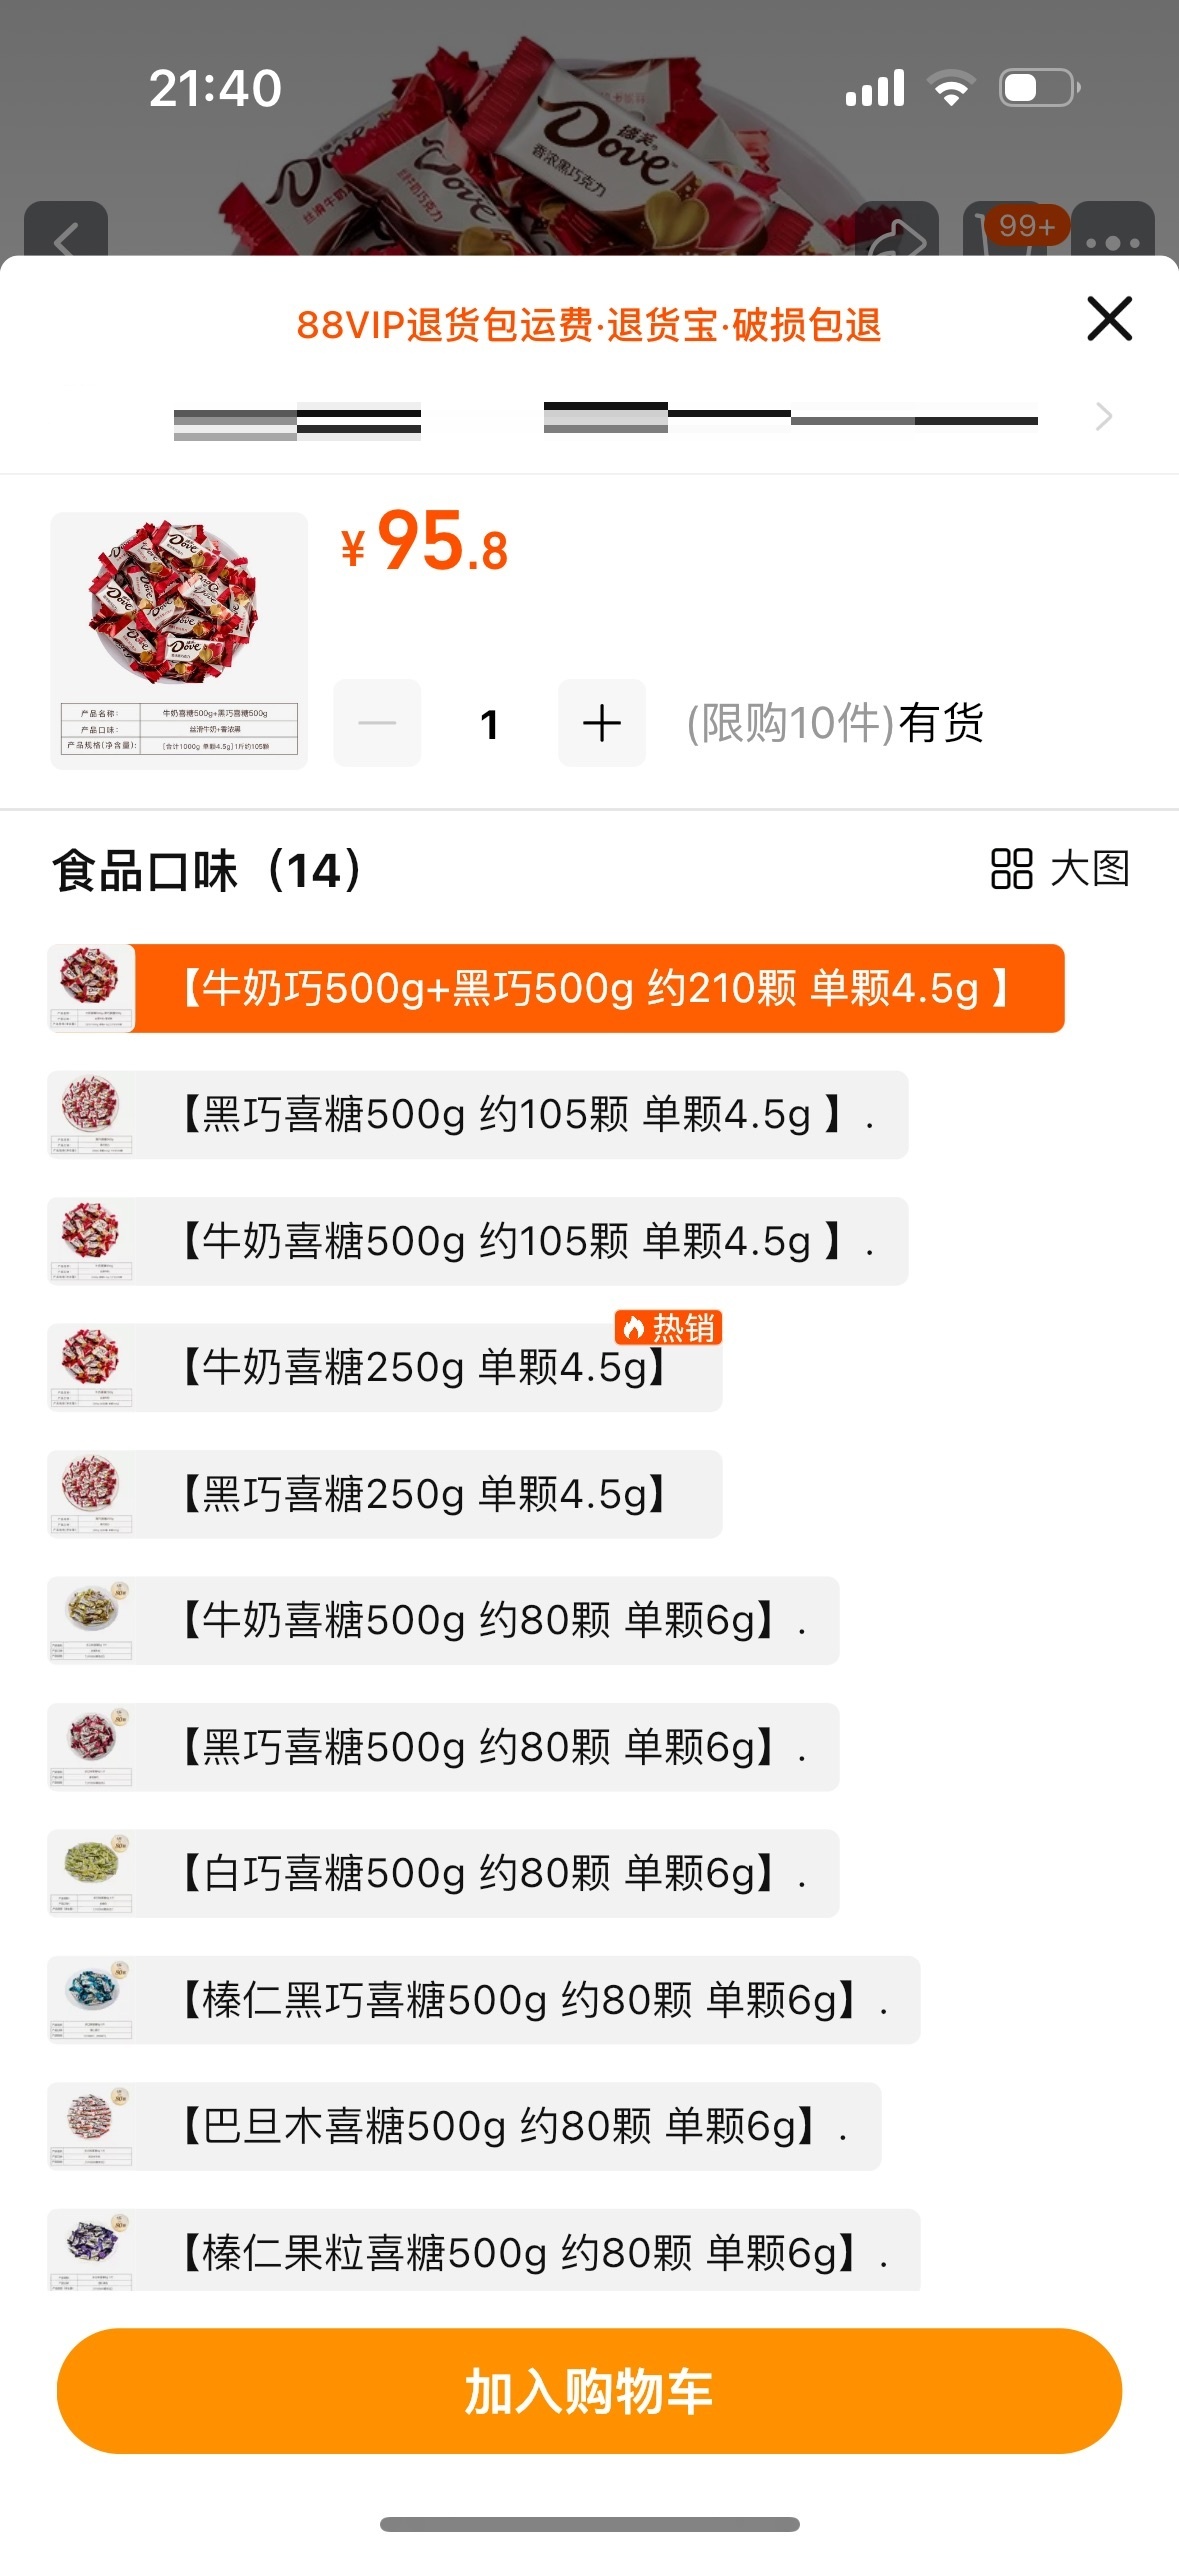 21:40
德芙
Dove
香浓黑巧克力
Dove
99+
88VIP退货包运费·退货宝·破损包退
¥95.8
产品名称: 牛奶喜糖500g+黑巧喜糖500g
产品口味: 丝滑牛奶+香浓黑
产品规格(净含量): [合计1000g 单颗4.5g]1斤约105颗
1
(限购10件)有货
食品口味（14）
大图
【牛奶巧500g+黑巧500g 约210颗 单颗4.5g 】
【黑巧喜糖500g 约105颗 单颗4.5g 】.
【牛奶喜糖500g 约105颗 单颗4.5g 】.
热销
【牛奶喜糖250g 单颗4.5g】
【黑巧喜糖250g 单颗4.5g】
【牛奶喜糖500g 约80颗 单颗6g】.
【黑巧喜糖500g 约80颗 单颗6g】.
【白巧喜糖500g 约80颗 单颗6g】.
【榛仁黑巧喜糖500g 约80颗 单颗6g】.
【巴旦木喜糖500g 约80颗 单颗6g】.
【榛仁果粒喜糖500g 约80颗 单颗6g】.
加入购物车